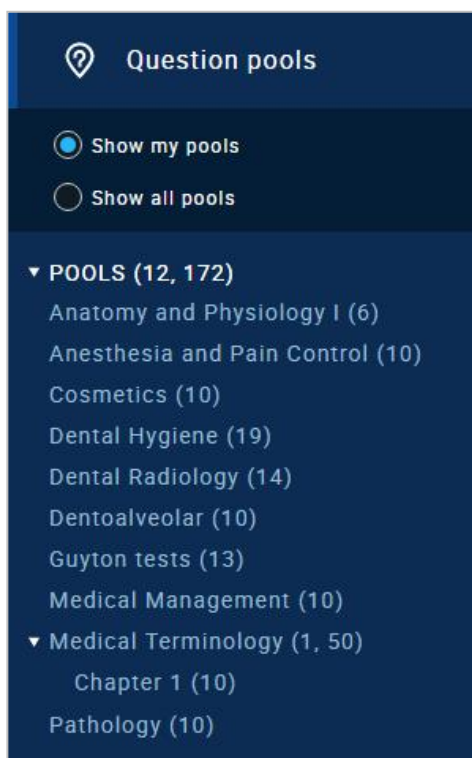 Question pools
Show my pools
Show all pools
POOLS (12, 172)
Anatomy and Physiology I (6)
Anesthesia and Pain Control (10)
Cosmetics (10)
Dental Hygiene (19)
Dental Radiology (14)
Dentoalveolar (10)
Guyton tests (13)
Medical Management (10)
Medical Terminology (1, 50)
Chapter 1 (10)
Pathology (10)